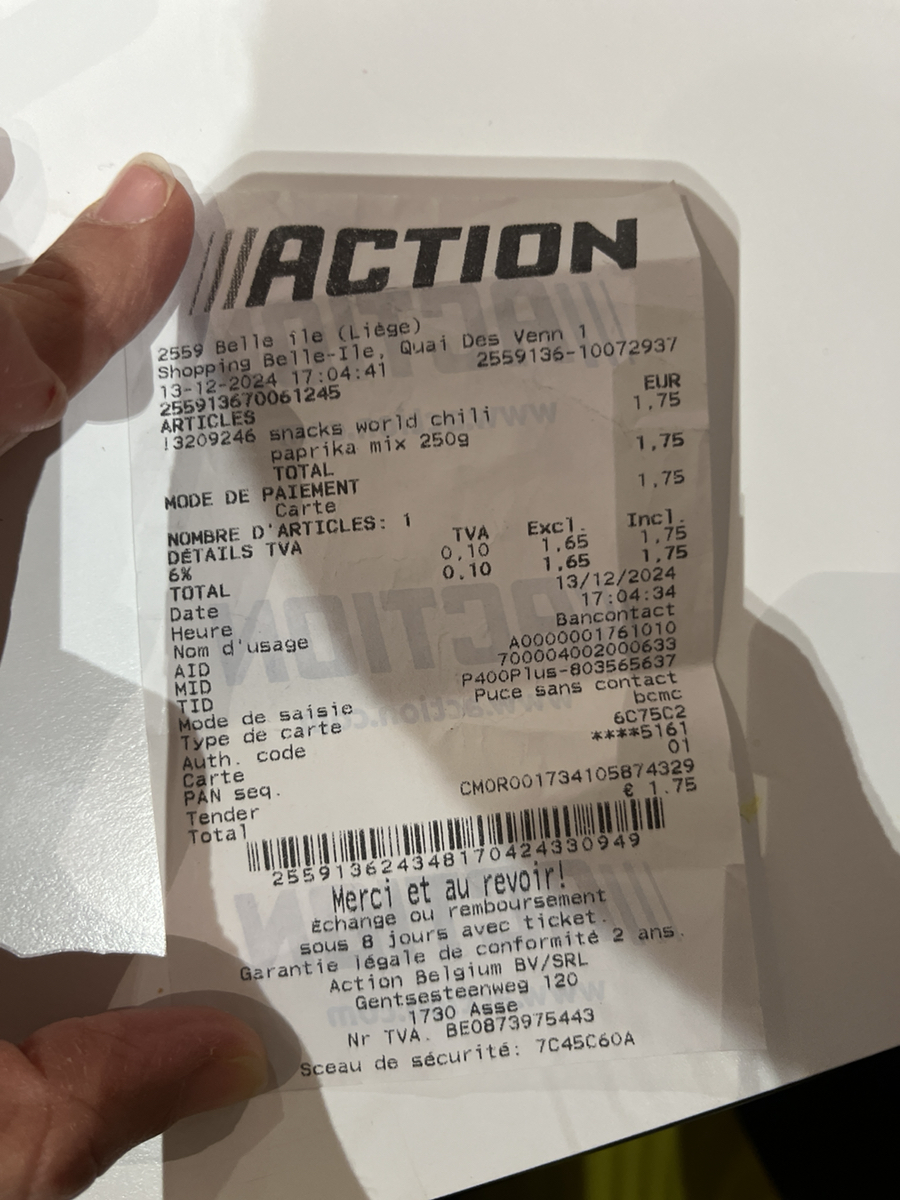 ACTION
2559 Belle île (Liège)
Shopping Belle-Ile, Quai Des Venn 1
13-12-2024 17:04:41 2559136-10072937
255913670061245
ARTICLES EUR
!3209246 snacks world chili 1,75
paprika mix 250g
TOTAL 1,75
MODE DE PAIEMENT
Carte 1,75
NOMBRE D'ARTICLES: 1
DÉTAILS TVA TVA Excl. Incl.
6% 0,10 1,65 1,75
TOTAL 0,10 1,65 1,75
Date 13/12/2024
Heure 17:04:34
Nom d'usage Bancontact
AID A0000001761010
MID 700004002000633
TID P400Plus-803565637
Mode de saisie Puce sans contact
Type de carte bcmc
Auth. code 6C75C2
Carte ****5161
PAN seq. 01
Tender CM0R001734105874329
Total € 1.75
255913624348170424330949
Merci et au revoir!
Échange ou remboursement
sous 8 jours avec ticket.
Garantie légale de conformité 2 ans.
Action Belgium BV/SRL
Gentsesteenweg 120
1730 Asse
Nr TVA. BE0873975443
Sceau de sécurité: 7C45C60A